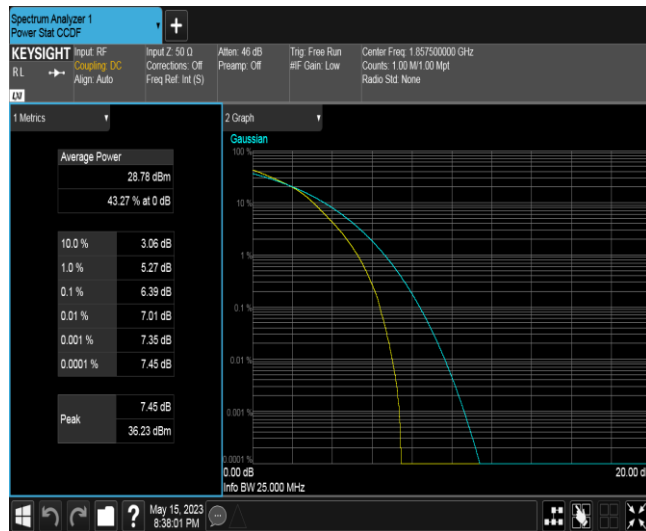 Spectrum Analyzer 1
Power Stat CCDF
+
KEYSIGHT
RL
LXI
Input: RF
Coupling: DC
Align: Auto
Input Z: 50 Ω
Corrections: Off
Freq Ref: Int (S)
Atten: 46 dB
Preamp: Off
Trig: Free Run
#IF Gain: Low
Center Freq: 1.857500000 GHz
Counts: 1.00 M/1.00 Mpt
Radio Std: None
1 Metrics
Average Power
28.78 dBm
43.27 % at 0 dB
10.0 % 3.06 dB
1.0 % 5.27 dB
0.1 % 6.39 dB
0.01 % 7.01 dB
0.001 % 7.35 dB
0.0001 % 7.45 dB
Peak
7.45 dB
36.23 dBm
2 Graph
Gaussian
100 %
10 %
1 %
0.1 %
0.01 %
0.001 %
0.0001 %
0.00 dB
20.00 d
Info BW 25.000 MHz
?
May 15, 2023
8:38:01 PM